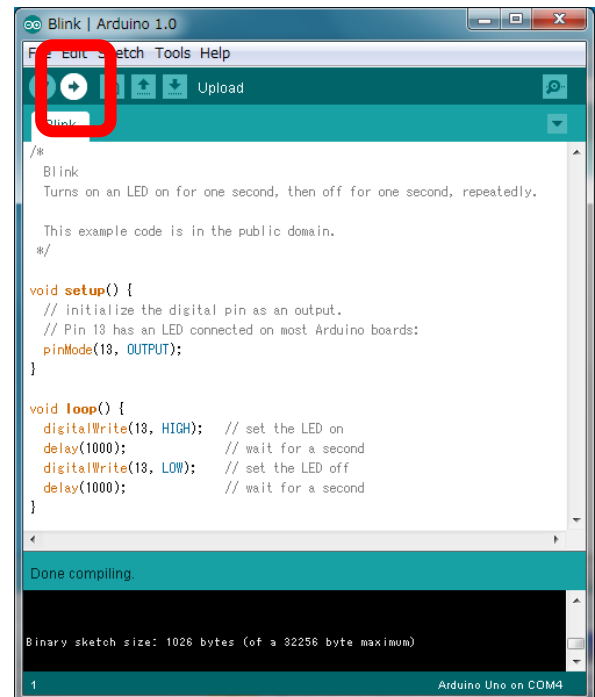 Blink | Arduino 1.0
File Edit Sketch Tools Help
Upload
Blink
/*
  Blink
  Turns on an LED on for one second, then off for one second, repeatedly.

  This example code is in the public domain.
 */

void setup() {
  // initialize the digital pin as an output.
  // Pin 13 has an LED connected on most Arduino boards:
  pinMode(13, OUTPUT);
}

void loop() {
  digitalWrite(13, HIGH);   // set the LED on
  delay(1000);              // wait for a second
  digitalWrite(13, LOW);    // set the LED off
  delay(1000);              // wait for a second
}
Done compiling.
Binary sketch size: 1026 bytes (of a 32256 byte maximum)
1 Arduino Uno on COM4